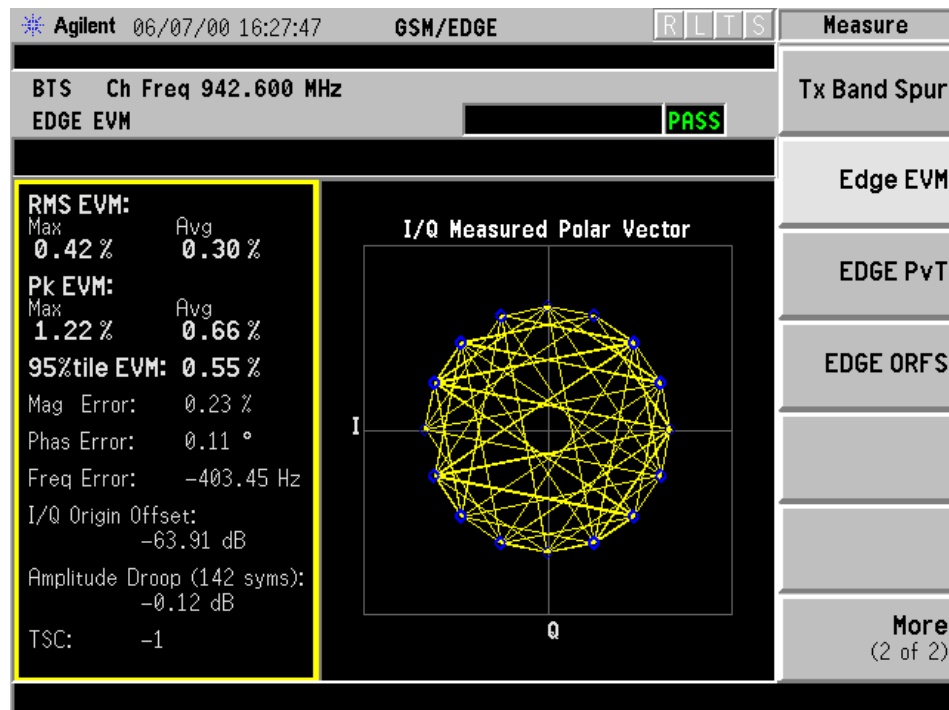 Agilent 06/07/00 16:27:47 GSM/EDGE R L T S Measure
BTS Ch Freq 942.600 MHz
EDGE EVM PASS
RMS EVM:
Max Avg
0.42 % 0.30 %
Pk EVM:
Max Avg
1.22 % 0.66 %
95%tile EVM: 0.55 %
Mag Error: 0.23 %
Phas Error: 0.11 °
Freq Error: -403.45 Hz
I/Q Origin Offset:
-63.91 dB
Amplitude Droop (142 syms):
-0.12 dB
TSC: -1
I/Q Measured Polar Vector
I
Q
Tx Band Spur
Edge EVM
EDGE PvT
EDGE ORFS
More
(2 of 2)